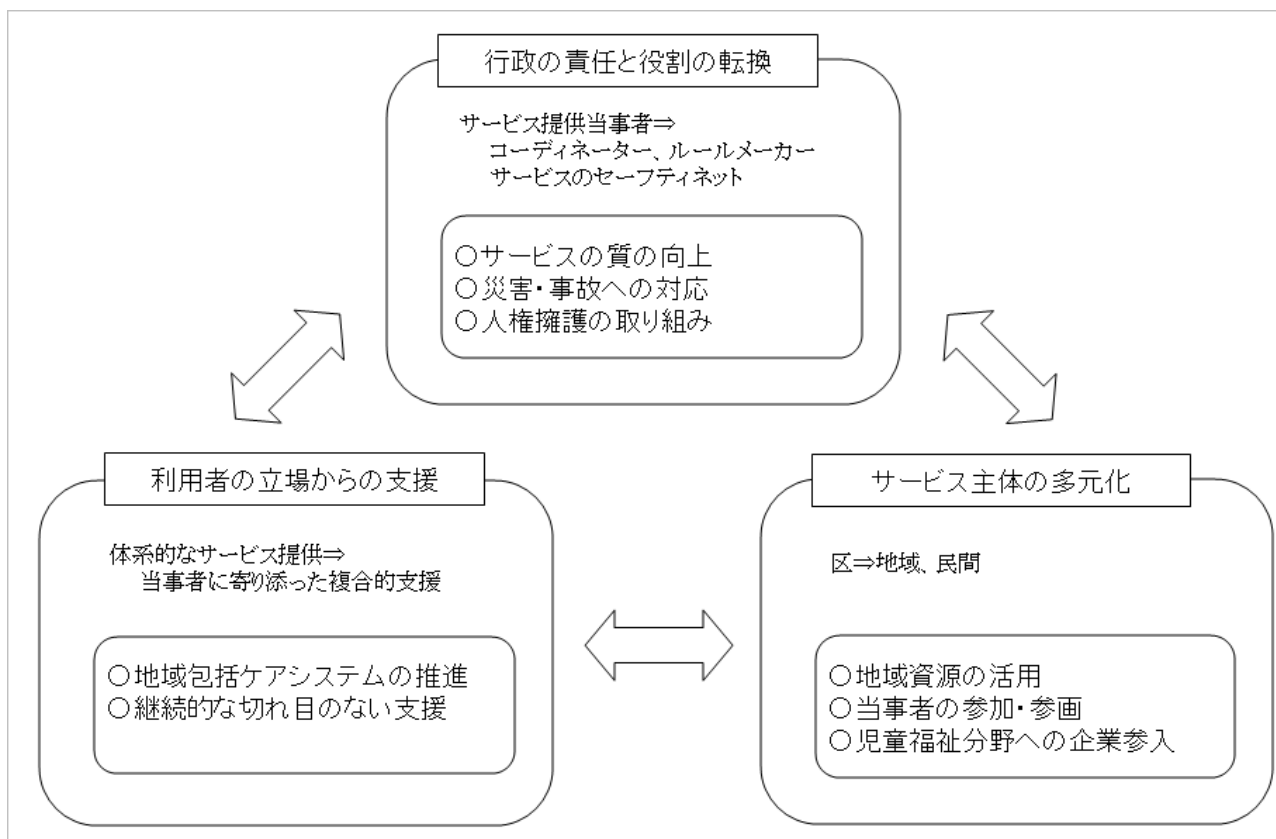 行政の責任と役割の転換
サービス提供当事者⇒
コーディネーター、ルールメーカー
サービスのセーフティネット
○サービスの質の向上
○災害・事故への対応
○人権擁護の取り組み
利用者の立場からの支援
体系的なサービス提供⇒
当事者に寄り添った複合的支援
○地域包括ケアシステムの推進
○継続的な切れ目のない支援
サービス主体の多元化
区⇒地域、民間
○地域資源の活用
○当事者の参加・参画
○児童福祉分野への企業参入